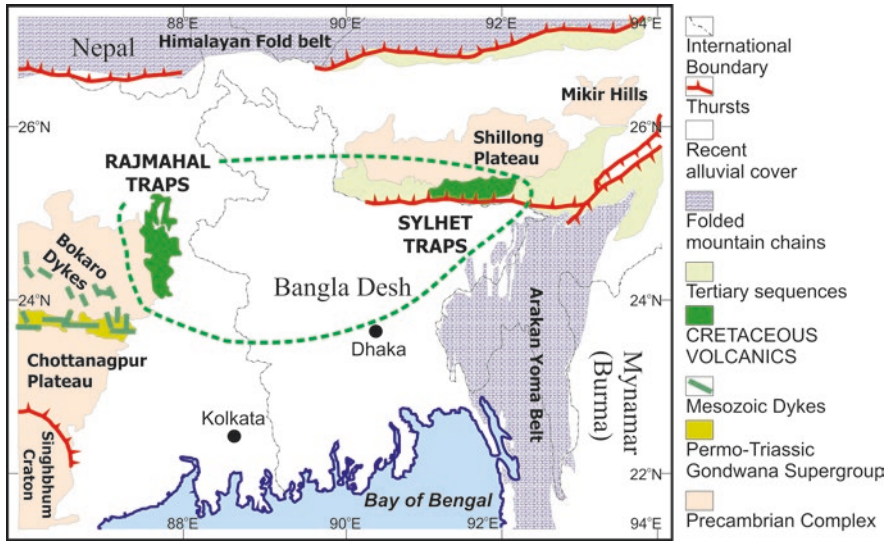 88°E
90°E
92°E
94°E
Nepal
Himalayan Fold belt
Mikir Hills
26°N
26°N
Shillong
Plateau
RAJMAHAL
TRAPS
SYLHET
TRAPS
Bokaro
Dykes
Bangla Desh
24°N
24°N
Dhaka
Arakan Yoma Belt
Mynamar
(Burma)
Chottanagpur
Plateau
Kolkata
Singhbhum
Craton
22°N
Bay of Bengal
88°E
90°E
92°E
94°E
International
Boundary
Thursts
Recent
alluvial cover
Folded
mountain chains
Tertiary sequences
CRETACEOUS
VOLCANICS
Mesozoic Dykes
Permo-Triassic
Gondwana Supergroup
Precambrian Complex